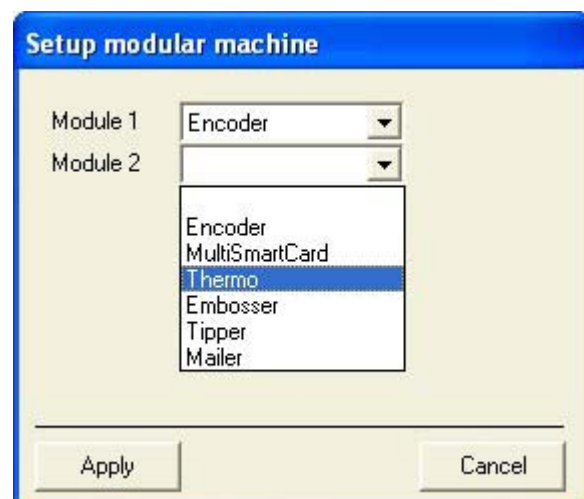 Setup modular machine
Module 1 Encoder
Module 2
Encoder
MultiSmartCard
Thermo
Embosser
Tipper
Mailer
Apply Cancel